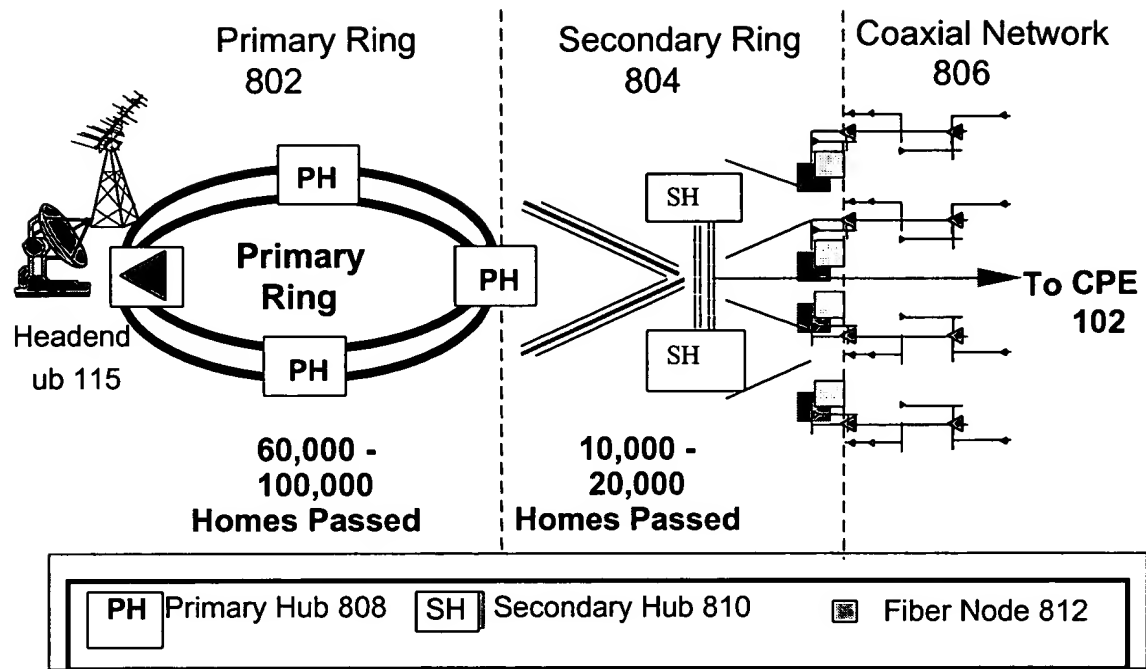 Primary Ring
802
Secondary Ring
804
Coaxial Network
806
PH
PH
PH
Primary
Ring
SH
SH
Headend
ub 115
To CPE
102
60,000 -
100,000
Homes Passed
10,000 -
20,000
Homes Passed
PH Primary Hub 808 SH Secondary Hub 810 Fiber Node 812